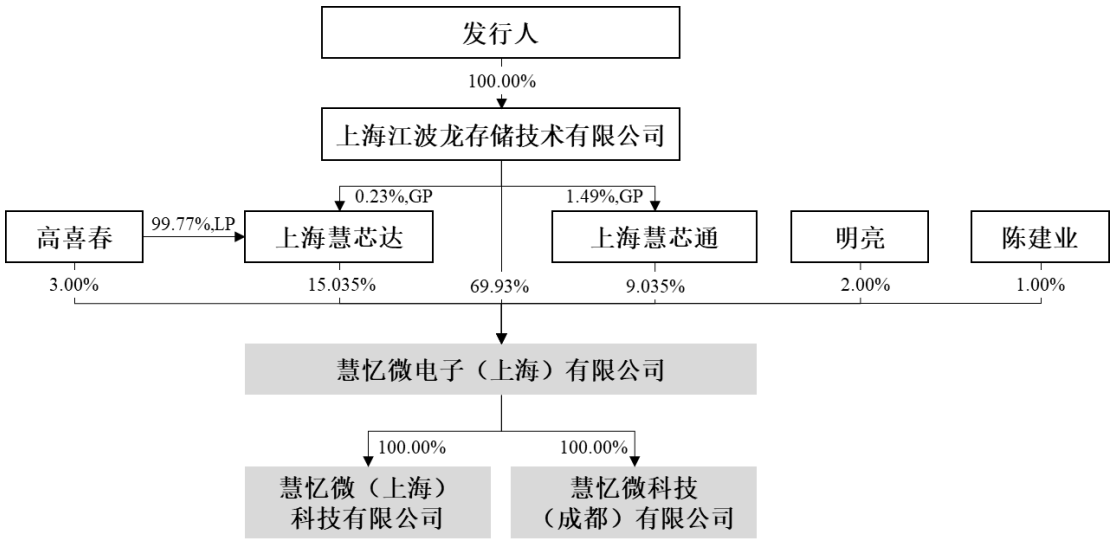 发行人
100.00%
上海江波龙存储技术有限公司
0.23%,GP
1.49%,GP
高喜春
99.77%,LP
上海慧芯达
上海慧芯通
明亮
陈建业
3.00%
15.035%
69.93%
9.035%
2.00%
1.00%
慧忆微电子（上海）有限公司
100.00%
100.00%
慧忆微（上海）
科技有限公司
慧忆微科技
（成都）有限公司